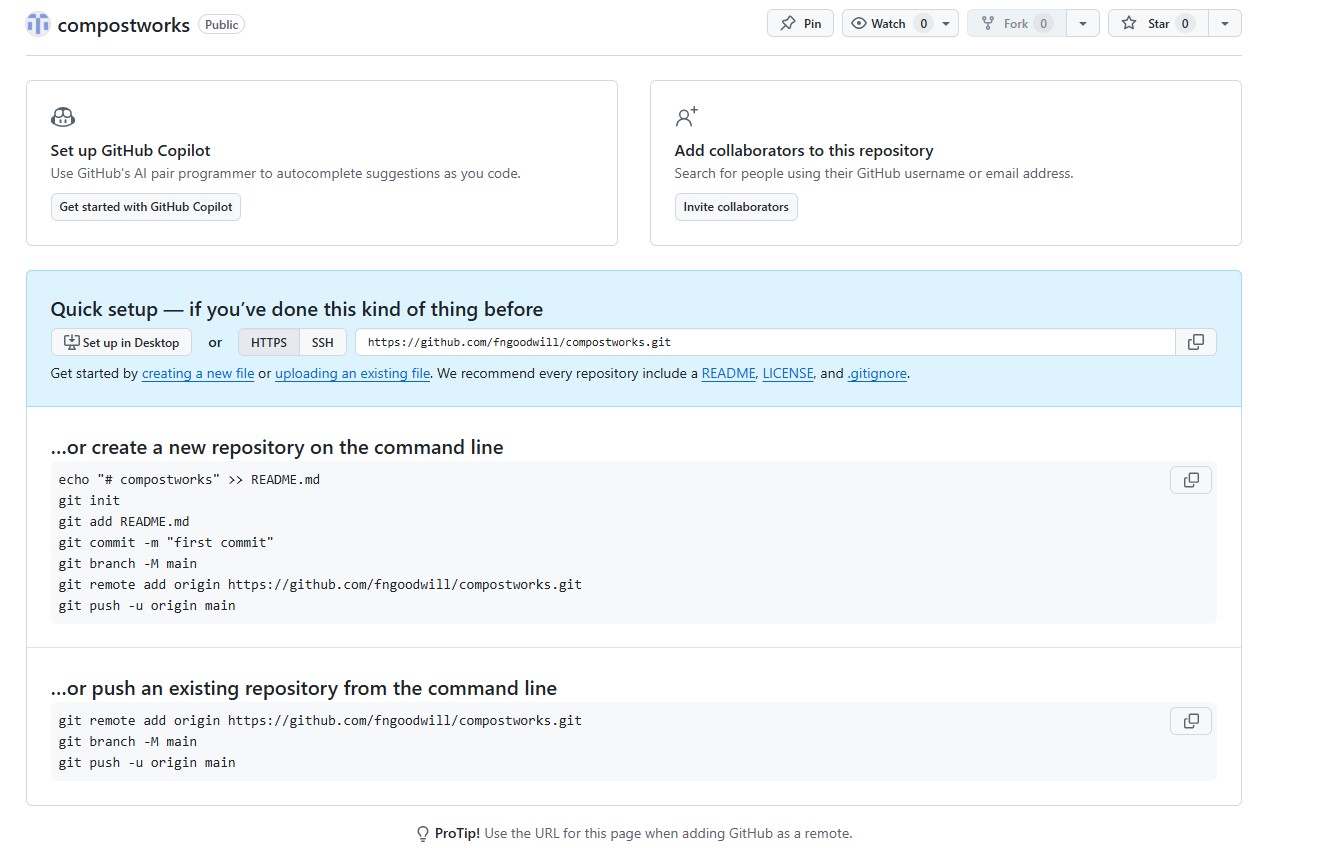 compostworks Public Pin Watch 0 Fork 0 Star 0
Set up GitHub Copilot
Use GitHub's AI pair programmer to autocomplete suggestions as you code.
Get started with GitHub Copilot
Add collaborators to this repository
Search for people using their GitHub username or email address.
Invite collaborators
Quick setup — if you've done this kind of thing before
Set up in Desktop or HTTPS SSH https://github.com/fngoodwill/compostworks.git
Get started by creating a new file or uploading an existing file. We recommend every repository include a README, LICENSE, and .gitignore.
…or create a new repository on the command line
echo "# compostworks" >> README.md
git init
git add README.md
git commit -m "first commit"
git branch -M main
git remote add origin https://github.com/fngoodwill/compostworks.git
git push -u origin main
…or push an existing repository from the command line
git remote add origin https://github.com/fngoodwill/compostworks.git
git branch -M main
git push -u origin main
ProTip! Use the URL for this page when adding GitHub as a remote.